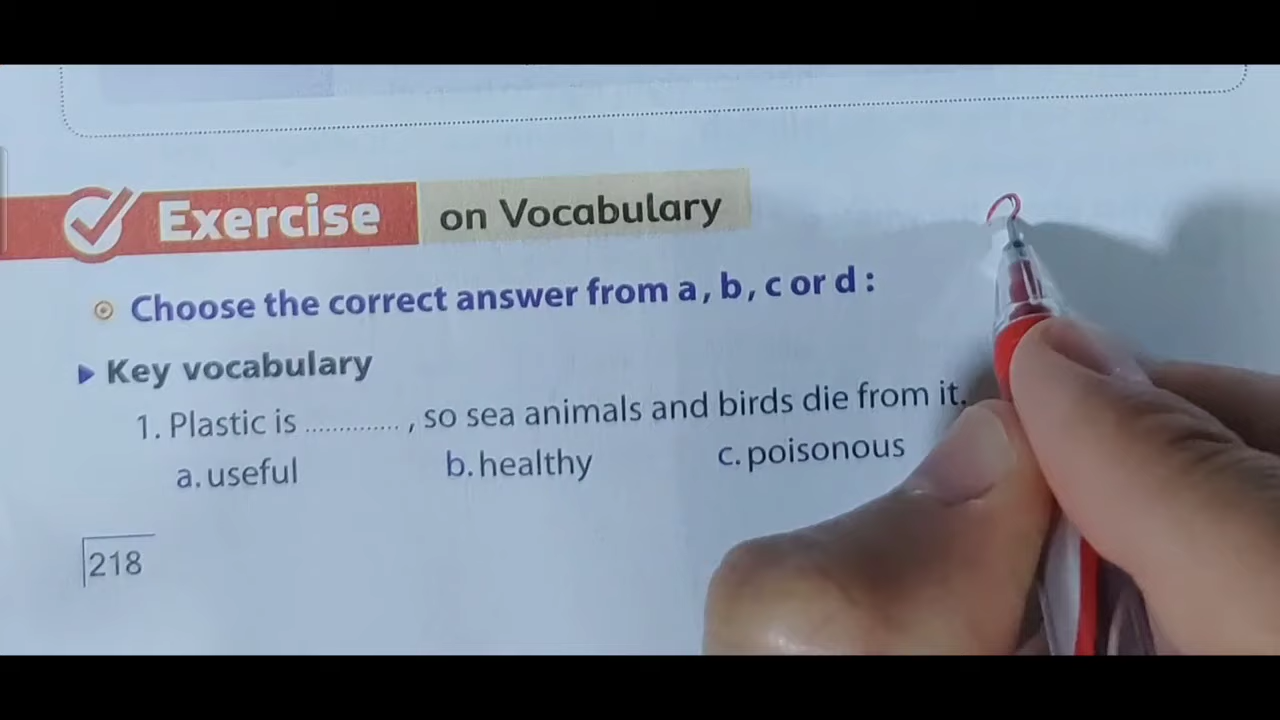 Exercise on Vocabulary
Choose the correct answer from a, b, c or d :
Key vocabulary
1. Plastic is .............. , so sea animals and birds die from it.
a. useful b. healthy c. poisonous
218